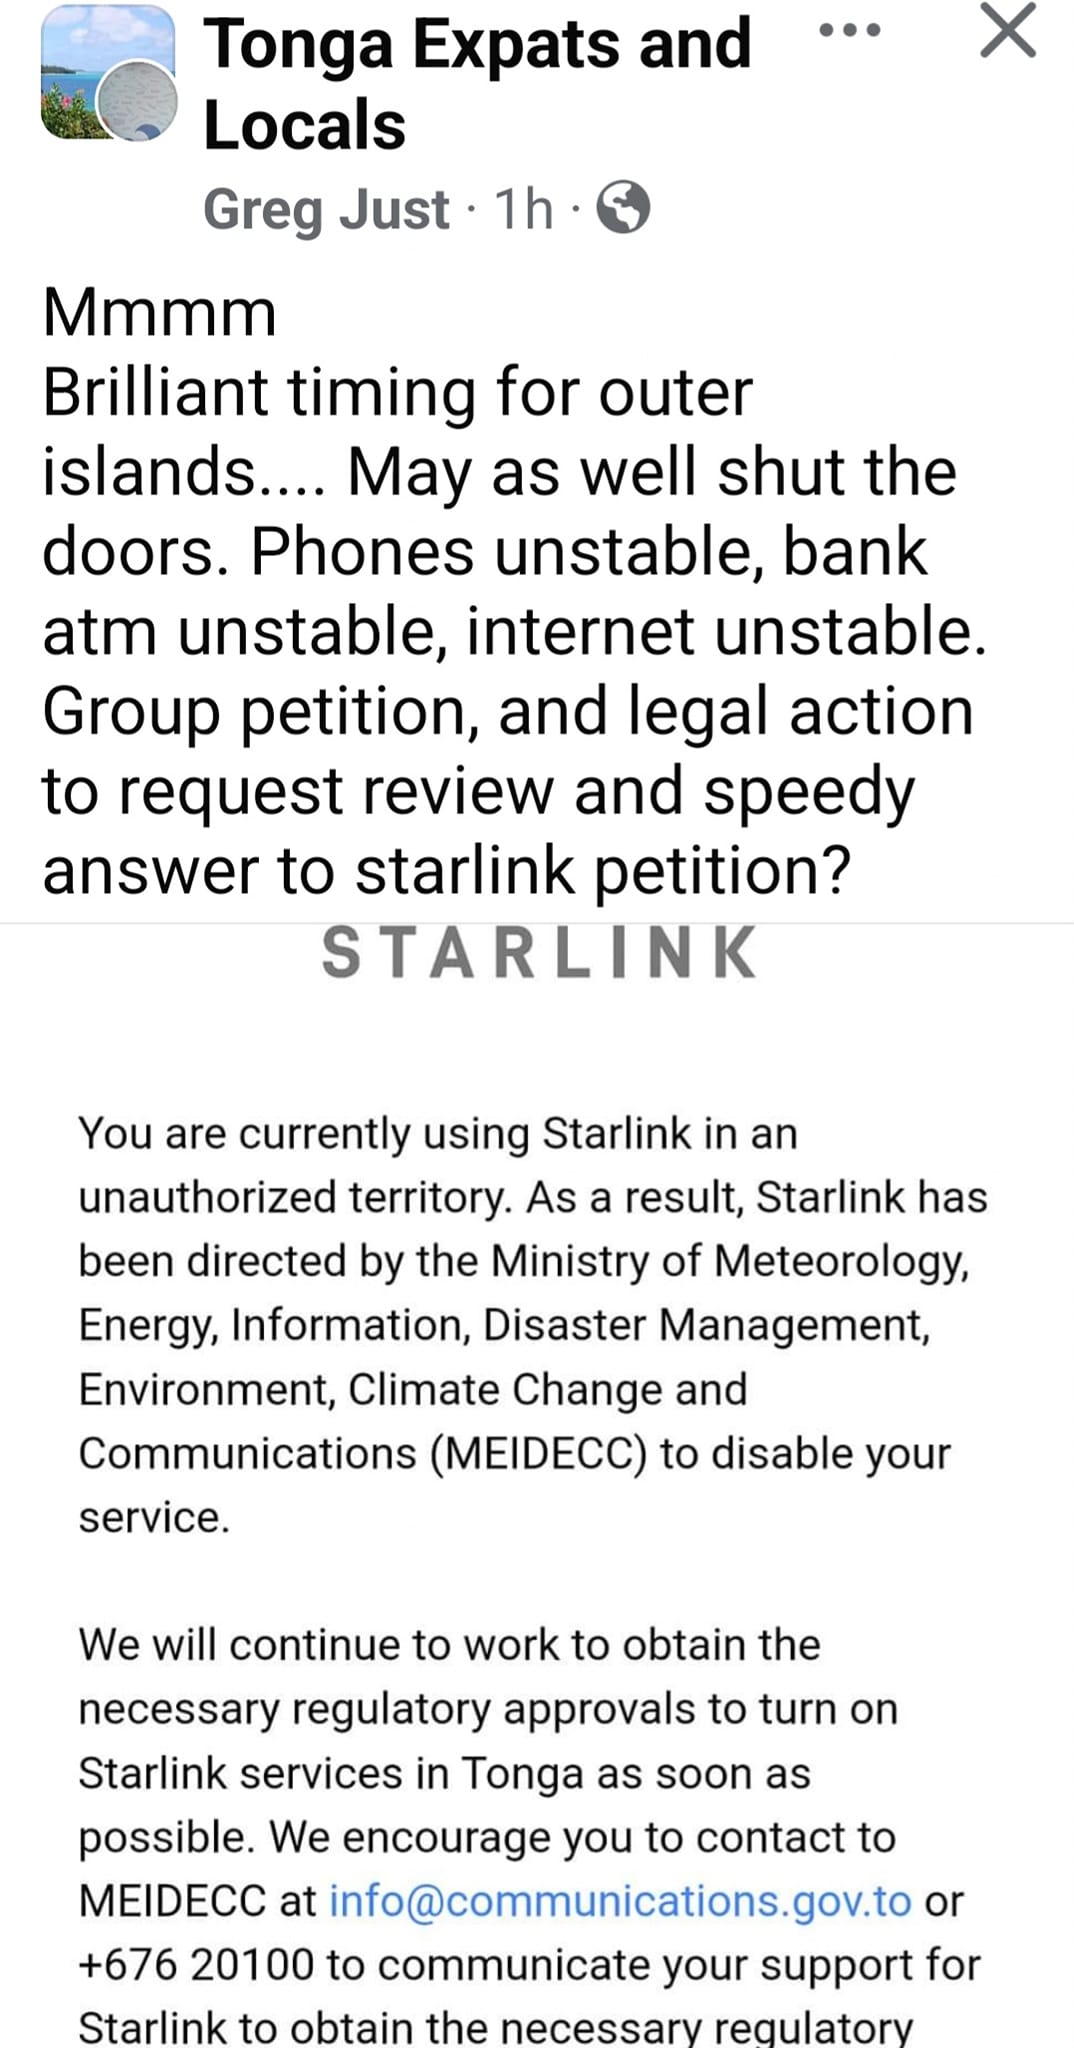 Tonga Expats and
Locals
Greg Just · 1h ·
Mmmm
Brilliant timing for outer
islands.... May as well shut the
doors. Phones unstable, bank
atm unstable, internet unstable.
Group petition, and legal action
to request review and speedy
answer to starlink petition?
STARLINK
You are currently using Starlink in an
unauthorized territory. As a result, Starlink has
been directed by the Ministry of Meteorology,
Energy, Information, Disaster Management,
Environment, Climate Change and
Communications (MEIDECC) to disable your
service.
We will continue to work to obtain the
necessary regulatory approvals to turn on
Starlink services in Tonga as soon as
possible. We encourage you to contact to
MEIDECC at info@communications.gov.to or
+676 20100 to communicate your support for
Starlink to obtain the necessary regulatory